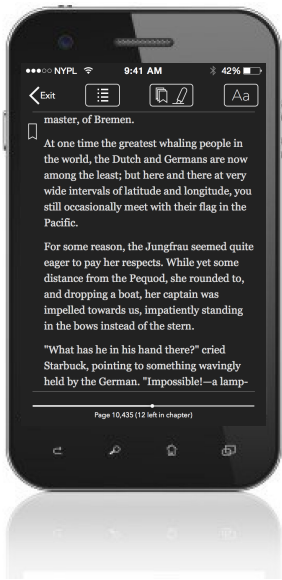 ●●●○○ NYPL 9:41 AM 42%
Exit Aa
master, of Bremen.
At one time the greatest whaling people in
the world, the Dutch and Germans are now
among the least; but here and there at very
wide intervals of latitude and longitude, you
still occasionally meet with their flag in the
Pacific.
For some reason, the Jungfrau seemed quite
eager to pay her respects. While yet some
distance from the Pequod, she rounded to,
and dropping a boat, her captain was
impelled towards us, impatiently standing
in the bows instead of the stern.
"What has he in his hand there?" cried
Starbuck, pointing to something wavingly
held by the German. "Impossible!—a lamp-
Page 10,435 (12 left in chapter)